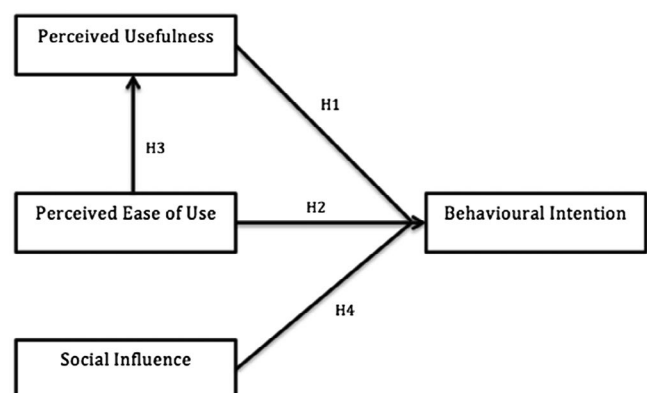 Perceived Usefulness
H1
H3
Perceived Ease of Use
H2
Behavioural Intention
H4
Social Influence